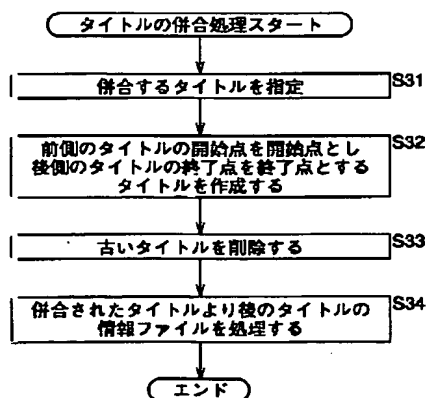 タイトルの併合処理スタート
併合するタイトルを指定
S31
前側のタイトルの開始点を開始点とし
後側のタイトルの終了点を終了点とする
タイトルを作成する
S32
古いタイトルを削除する
S33
併合されたタイトルより後のタイトルの
情報ファイルを処理する
S34
エンド